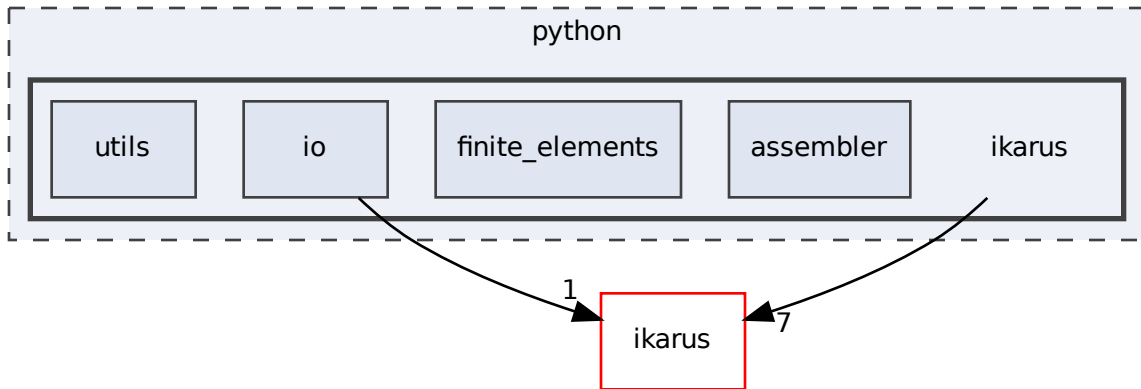 python
utils
io
finite_elements
assembler
ikarus
1
7
ikarus